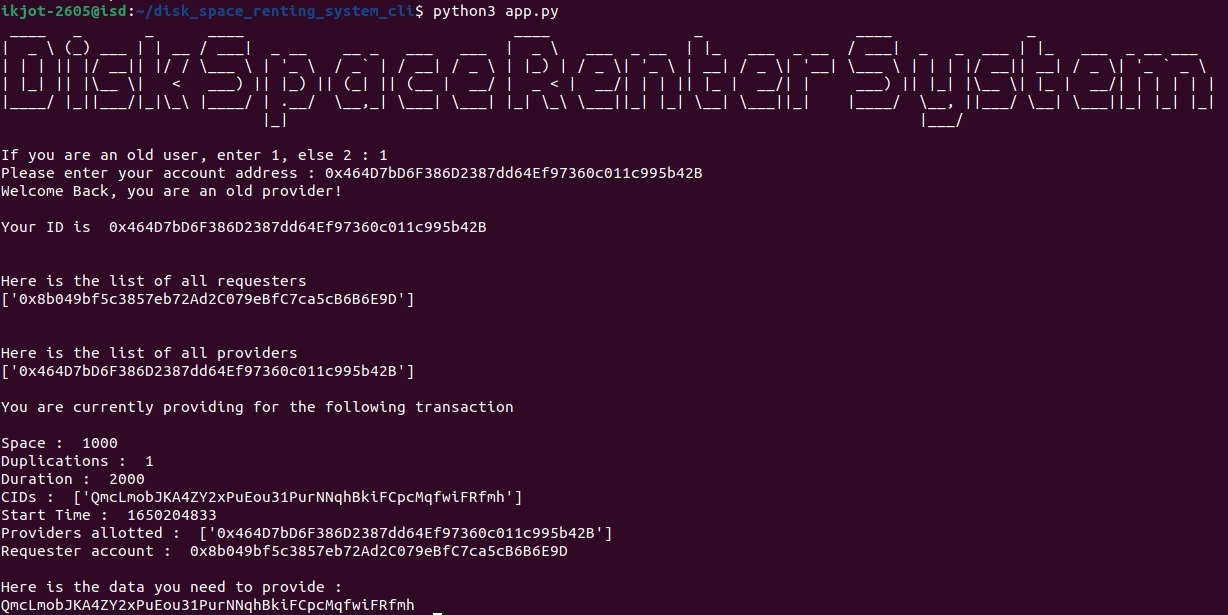 ikjot-2605@isd:~/disk_space_renting_system_cli$ python3 app.py
DiskSpaceRenter System
If you are an old user, enter 1, else 2 : 1
Please enter your account address : 0x464D7bD6F386D2387dd64Ef97360c011c995b42B
Welcome Back, you are an old provider!
Your ID is  0x464D7bD6F386D2387dd64Ef97360c011c995b42B
Here is the list of all requesters
['0x8b049bf5c3857eb72Ad2C079eBfC7ca5cB6B6E9D']
Here is the list of all providers
['0x464D7bD6F386D2387dd64Ef97360c011c995b42B']
You are currently providing for the following transaction
Space :  1000
Duplications :  1
Duration :  2000
CIDs :  ['QmcLmobJKA4ZY2xPuEou31PurNNqhBkiFCpcMqfwiFRfmh']
Start Time :  1650204833
Providers allotted :  ['0x464D7bD6F386D2387dd64Ef97360c011c995b42B']
Requester account :  0x8b049bf5c3857eb72Ad2C079eBfC7ca5cB6B6E9D
Here is the data you need to provide :
QmcLmobJKA4ZY2xPuEou31PurNNqhBkiFCpcMqfwiFRfmh